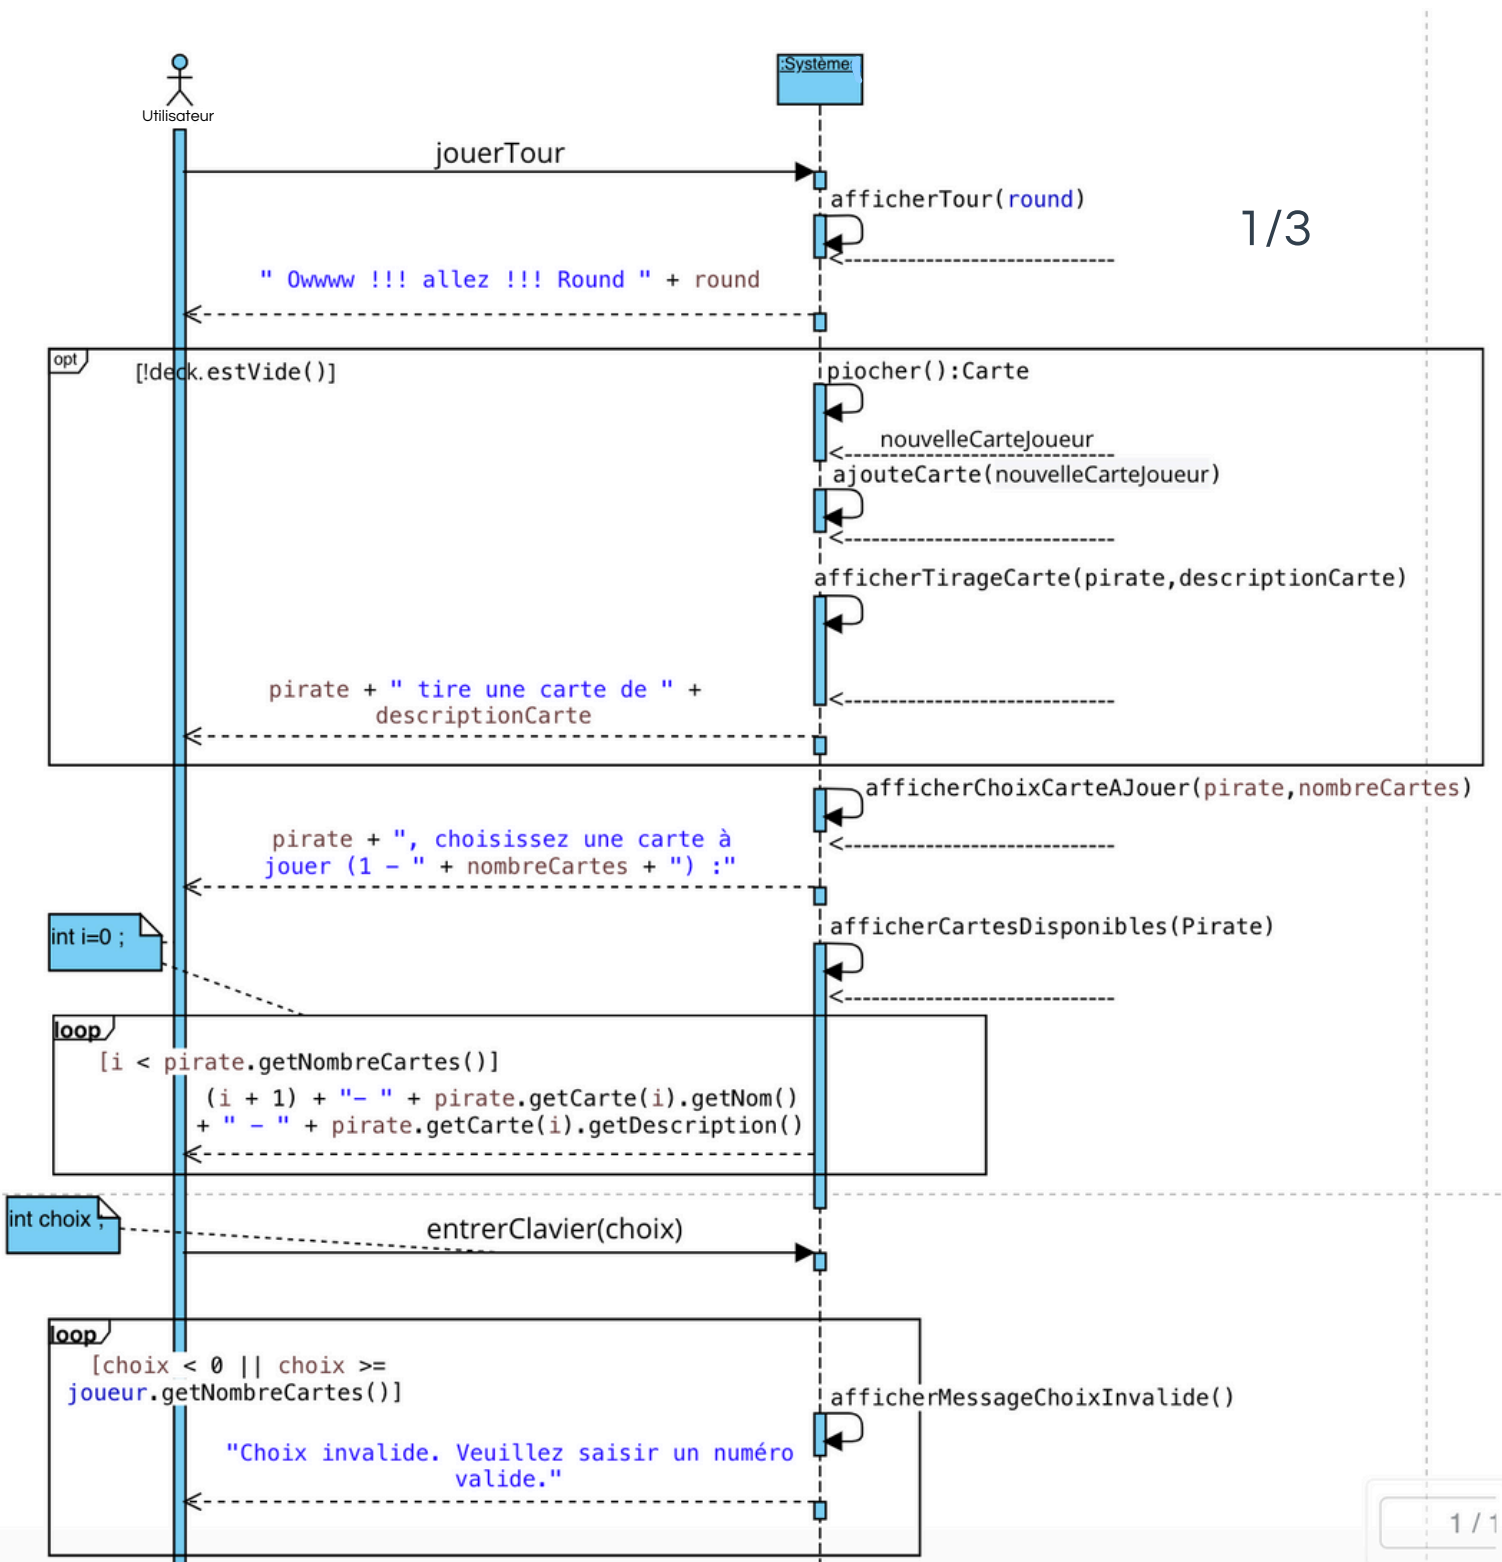 :Système
Utilisateur
jouerTour
afficherTour(round)
1/3
" Owwww !!! allez !!! Round " + round
opt
[!deck.estVide()]
piocher():Carte
nouvelleCarteJoueur
ajouteCarte(nouvelleCarteJoueur)
afficherTirageCarte(pirate,descriptionCarte)
pirate + " tire une carte de " +
descriptionCarte
afficherChoixCarteAJouer(pirate,nombreCartes)
pirate + ", choisissez une carte à
jouer (1 – " + nombreCartes + ") :"
int i=0 ;
afficherCartesDisponibles(Pirate)
loop
[i < pirate.getNombreCartes()]
(i + 1) + "– " + pirate.getCarte(i).getNom()
+ " – " + pirate.getCarte(i).getDescription()
int choix ;
entrerClavier(choix)
loop
[choix < 0 || choix >=
joueur.getNombreCartes()]
afficherMessageChoixInvalide()
"Choix invalide. Veuillez saisir un numéro
valide."
1 / 1